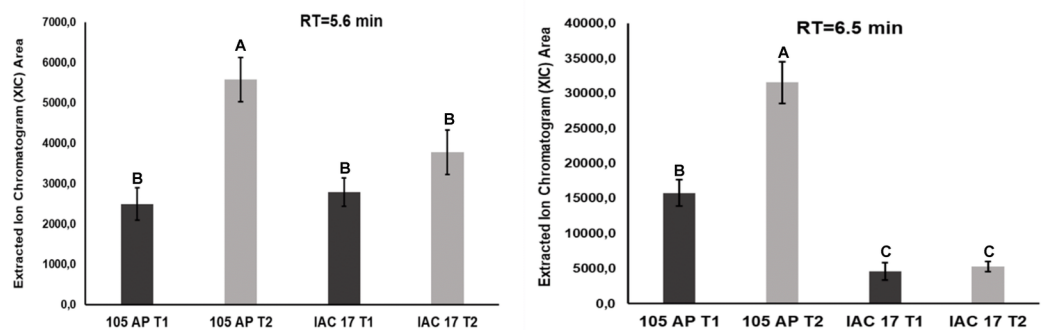 RT=5.6 min
Extracted Ion Chromatogram (XIC) Area
7000,0
6000,0
5000,0
4000,0
3000,0
2000,0
1000,0
0,0
B
A
B
B
105 AP T1
105 AP T2
IAC 17 T1
IAC 17 T2
RT=6.5 min
Extracted Ion Chromatogram (XIC) Area
40000,0
35000,0
30000,0
25000,0
20000,0
15000,0
10000,0
5000,0
0,0
B
A
C
C
105 AP T1
105 AP T2
IAC 17 T1
IAC 17 T2